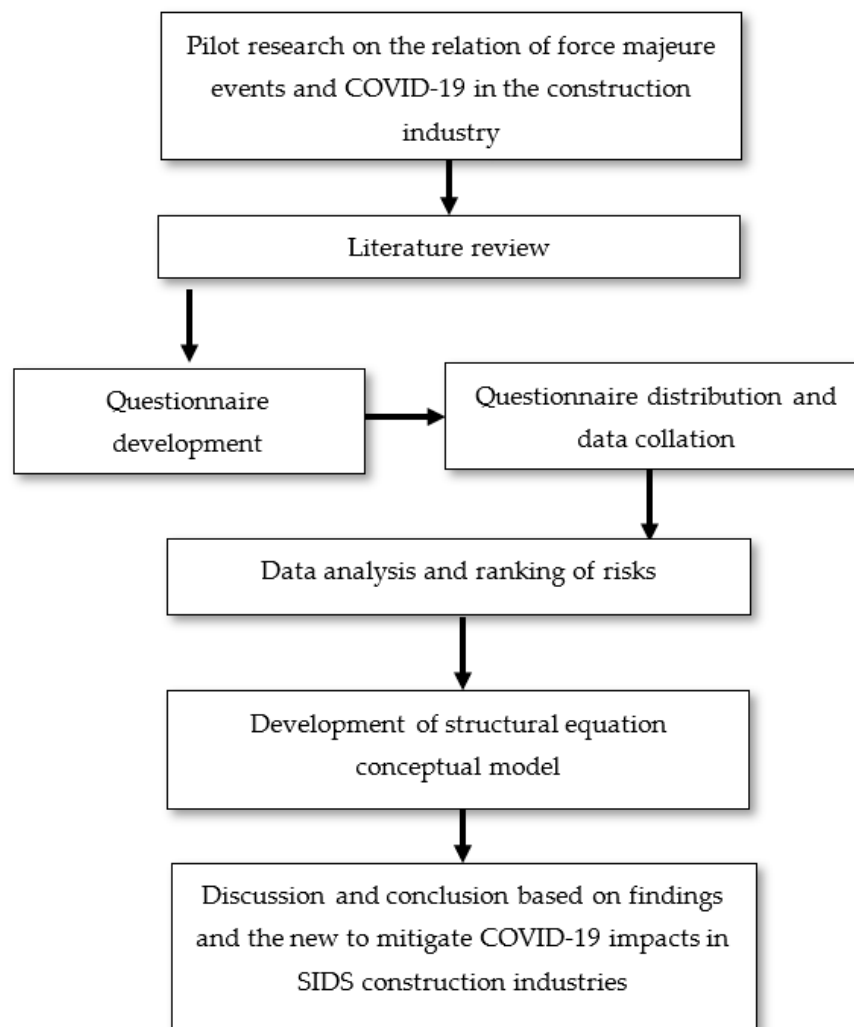 Pilot research on the relation of force majeure
events and COVID-19 in the construction
industry
Literature review
Questionnaire
development
Questionnaire distribution and
data collation
Data analysis and ranking of risks
Development of structural equation
conceptual model
Discussion and conclusion based on findings
and the new to mitigate COVID-19 impacts in
SIDS construction industries